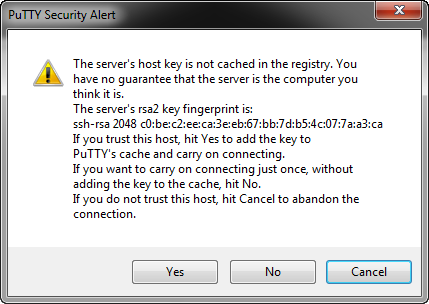 PuTTY Security Alert
The server's host key is not cached in the registry. You
have no guarantee that the server is the computer you
think it is.
The server's rsa2 key fingerprint is:
ssh-rsa 2048 c0:be:c2:ee:ca:3e:eb:67:bb:7d:b5:4c:07:7a:a3:ca
If you trust this host, hit Yes to add the key to
PuTTY's cache and carry on connecting.
If you want to carry on connecting just once, without
adding the key to the cache, hit No.
If you do not trust this host, hit Cancel to abandon the
connection.
Yes No Cancel